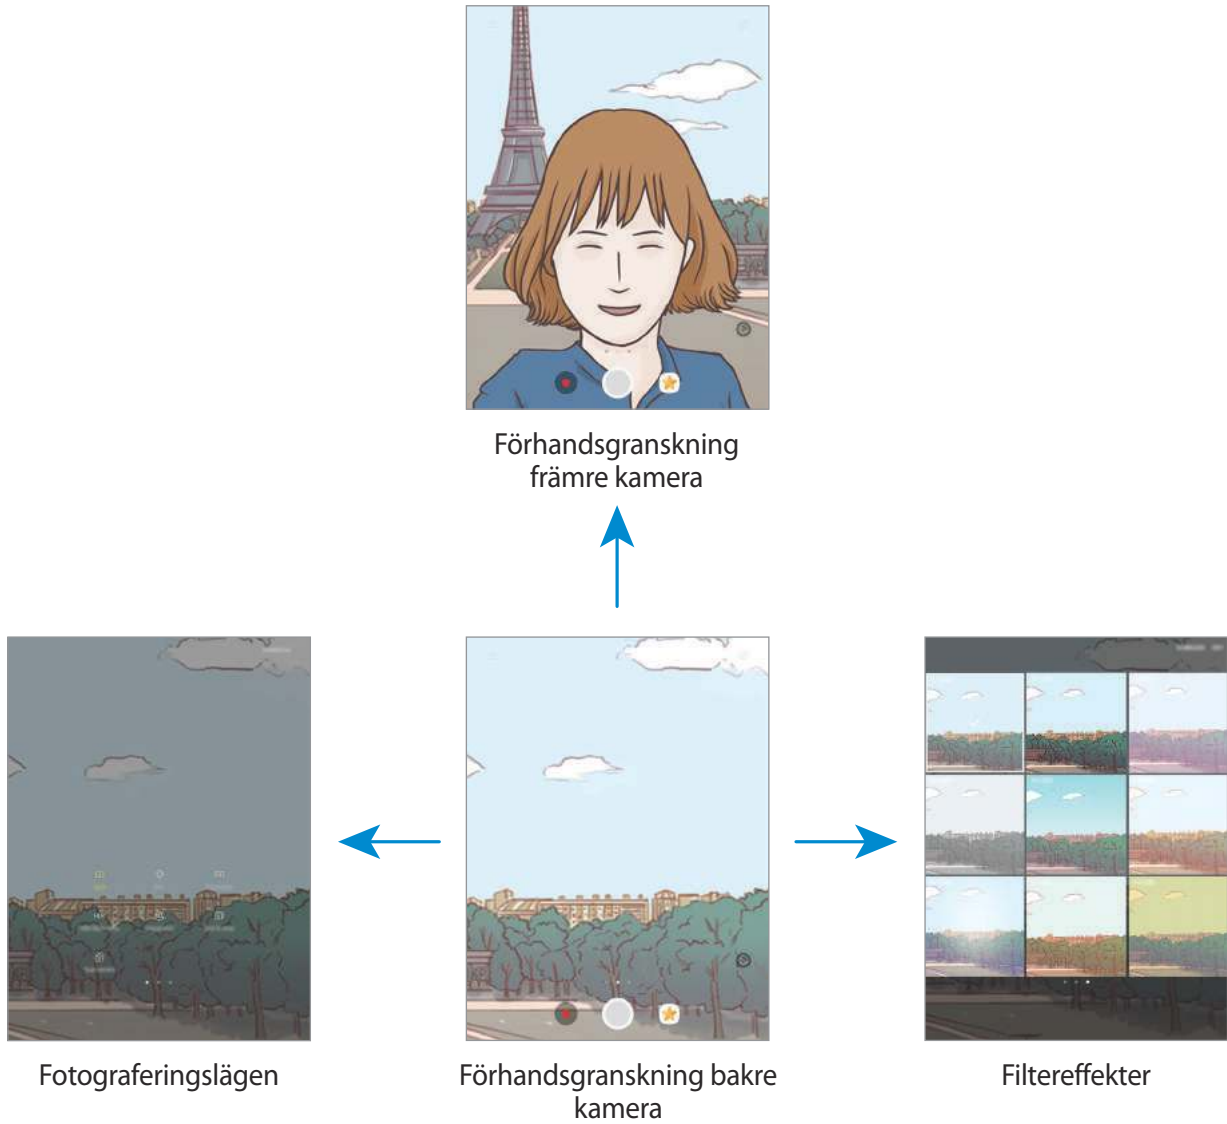 Förhandsgranskning
främre kamera
Fotograferingslägen
Förhandsgranskning bakre
kamera
Filtereffekter